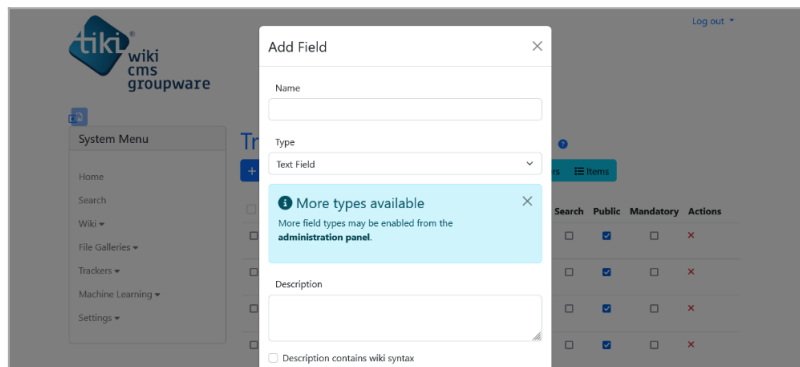 Log out
tiki®
wiki
cms
groupware
Add Field
Name
Type
Text Field
More types available
More field types may be enabled from the
administration panel.
Description
Description contains wiki syntax
System Menu
Home
Search
Wiki
File Galleries
Trackers
Machine Learning
Settings
Tr
+
rs Items
Search Public Mandatory Actions